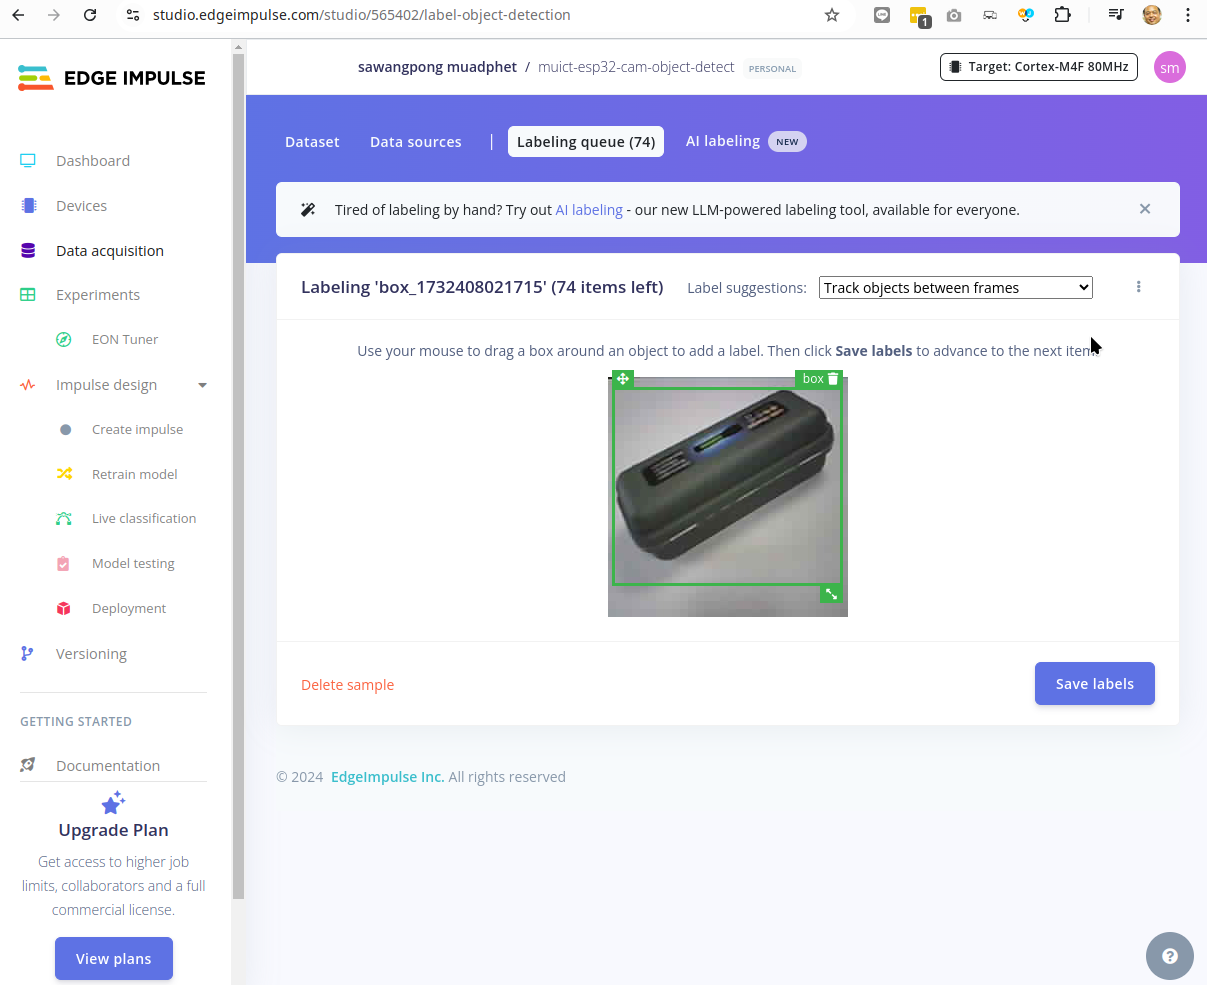 studio.edgeimpulse.com/studio/565402/label-object-detection
1
EDGE IMPULSE
sawangpong muadphet / muict-esp32-cam-object-detect PERSONAL
Target: Cortex-M4F 80MHz
sm
Dataset
Data sources
Labeling queue (74)
AI labeling NEW
Tired of labeling by hand? Try out AI labeling - our new LLM-powered labeling tool, available for everyone.
Dashboard
Devices
Data acquisition
Experiments
EON Tuner
Impulse design
Create impulse
Retrain model
Live classification
Model testing
Deployment
Versioning
GETTING STARTED
Documentation
Upgrade Plan
Get access to higher job
limits, collaborators and a full
commercial license.
View plans
Labeling 'box_1732408021715' (74 items left)
Label suggestions: Track objects between frames
Use your mouse to drag a box around an object to add a label. Then click Save labels to advance to the next item.
box
Delete sample
Save labels
© 2024 EdgeImpulse Inc. All rights reserved
?